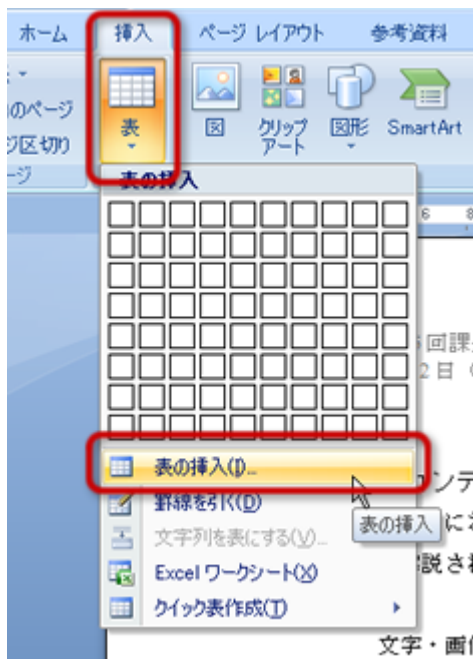 ホーム 挿入 ページ レイアウト 参考資料
のページ
ジ区切り
ージ
表 図 クリップ アート 図形 SmartArt
表の挿入
6 8
回課
2日(
表の挿入(I)...
罫線を引く(D)
文字列を表にする(V)...
Excel ワークシート(X)
クイック表作成(T)
表の挿入
ンテ
にお
説され
文字・画像